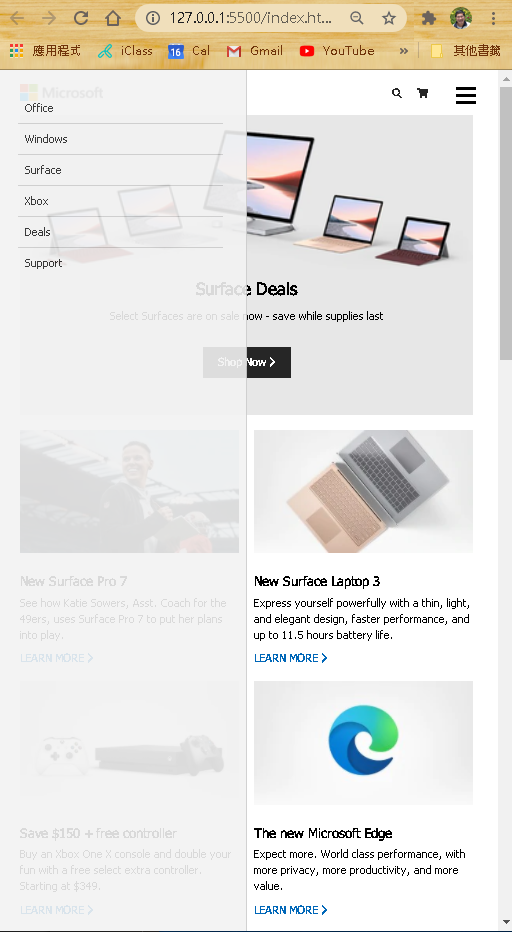 127.0.0.1:5500/index.ht...
應用程式 iClass 16 Cal Gmail YouTube » 其他書籤
Microsoft
Office
Windows
Surface
Xbox
Deals
Support
Surface Deals
Select Surfaces are on sale now - save while supplies last
Shop Now
New Surface Pro 7
See how Katie Sowers, Asst. Coach for the
49ers, uses Surface Pro 7 to put her plans
into play.
LEARN MORE
New Surface Laptop 3
Express yourself powerfully with a thin, light,
and elegant design, faster performance, and
up to 11.5 hours battery life.
LEARN MORE
Save $150 + free controller
Buy an Xbox One X console and double your
fun with a free select extra controller.
Starting at $349.
LEARN MORE
The new Microsoft Edge
Expect more. World class performance, with
more privacy, more productivity, and more
value.
LEARN MORE